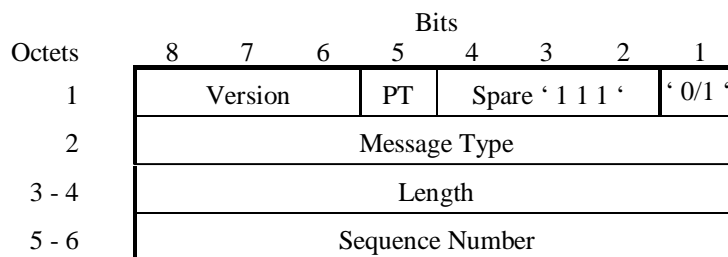 Bits
Octets 8 7 6 5 4 3 2 1
1 Version PT Spare ‘ 1 1 1 ‘ ‘ 0/1 ‘
2 Message Type
3 - 4 Length
5 - 6 Sequence Number